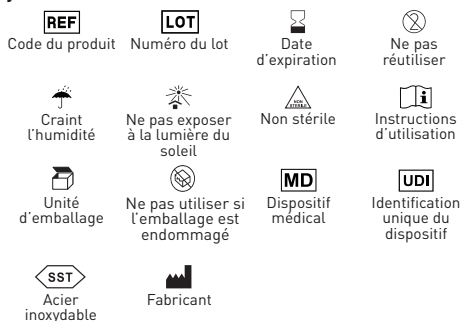 REF
Code du produit
LOT
Numéro du lot
Date
d'expiration
2
Ne pas
réutiliser
Craint
l'humidité
Ne pas exposer
à la lumière du
soleil
NON
STERILE
Non stérile
i
Instructions
d'utilisation
Unité
d'emballage
Ne pas utiliser si
l'emballage est
endommagé
MD
Dispositif
médical
UDI
Identification
unique du
dispositif
SST
Acier
inoxydable
Fabricant